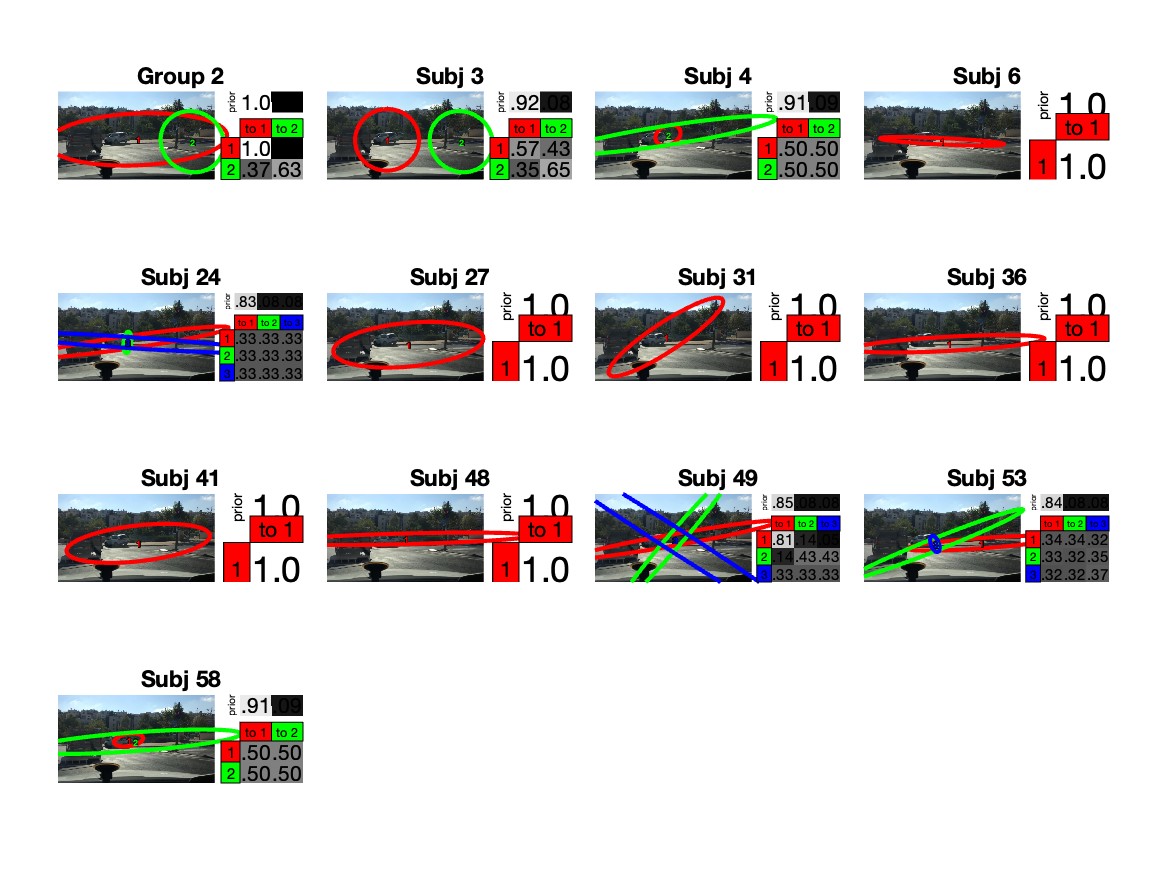 Group 2
prior 1.0
to 1 to 2
1 1.0
2 .37 .63
Subj 3
prior .92 .08
to 1 to 2
1 .57 .43
2 .35 .65
Subj 4
prior .91 .09
to 1 to 2
1 .50 .50
2 .50 .50
Subj 6
prior 1.0
to 1
1 1.0
Subj 24
prior .83 .08 .08
to 1 to 2 to 3
1 .33 .33 .33
2 .33 .33 .33
3 .33 .33 .33
Subj 27
prior 1.0
to 1
1 1.0
Subj 31
prior 1.0
to 1
1 1.0
Subj 36
prior 1.0
to 1
1 1.0
Subj 41
prior 1.0
to 1
1 1.0
Subj 48
prior 1.0
to 1
1 1.0
Subj 49
prior .85 .08 .08
to 1 to 2 to 3
1 .81 .14 .05
2 .14 .43 .43
3 .33 .33 .33
Subj 53
prior .84 .08 .08
to 1 to 2 to 3
1 .34 .34 .32
2 .33 .32 .35
3 .32 .32 .37
Subj 58
prior .91 .09
to 1 to 2
1 .50 .50
2 .50 .50